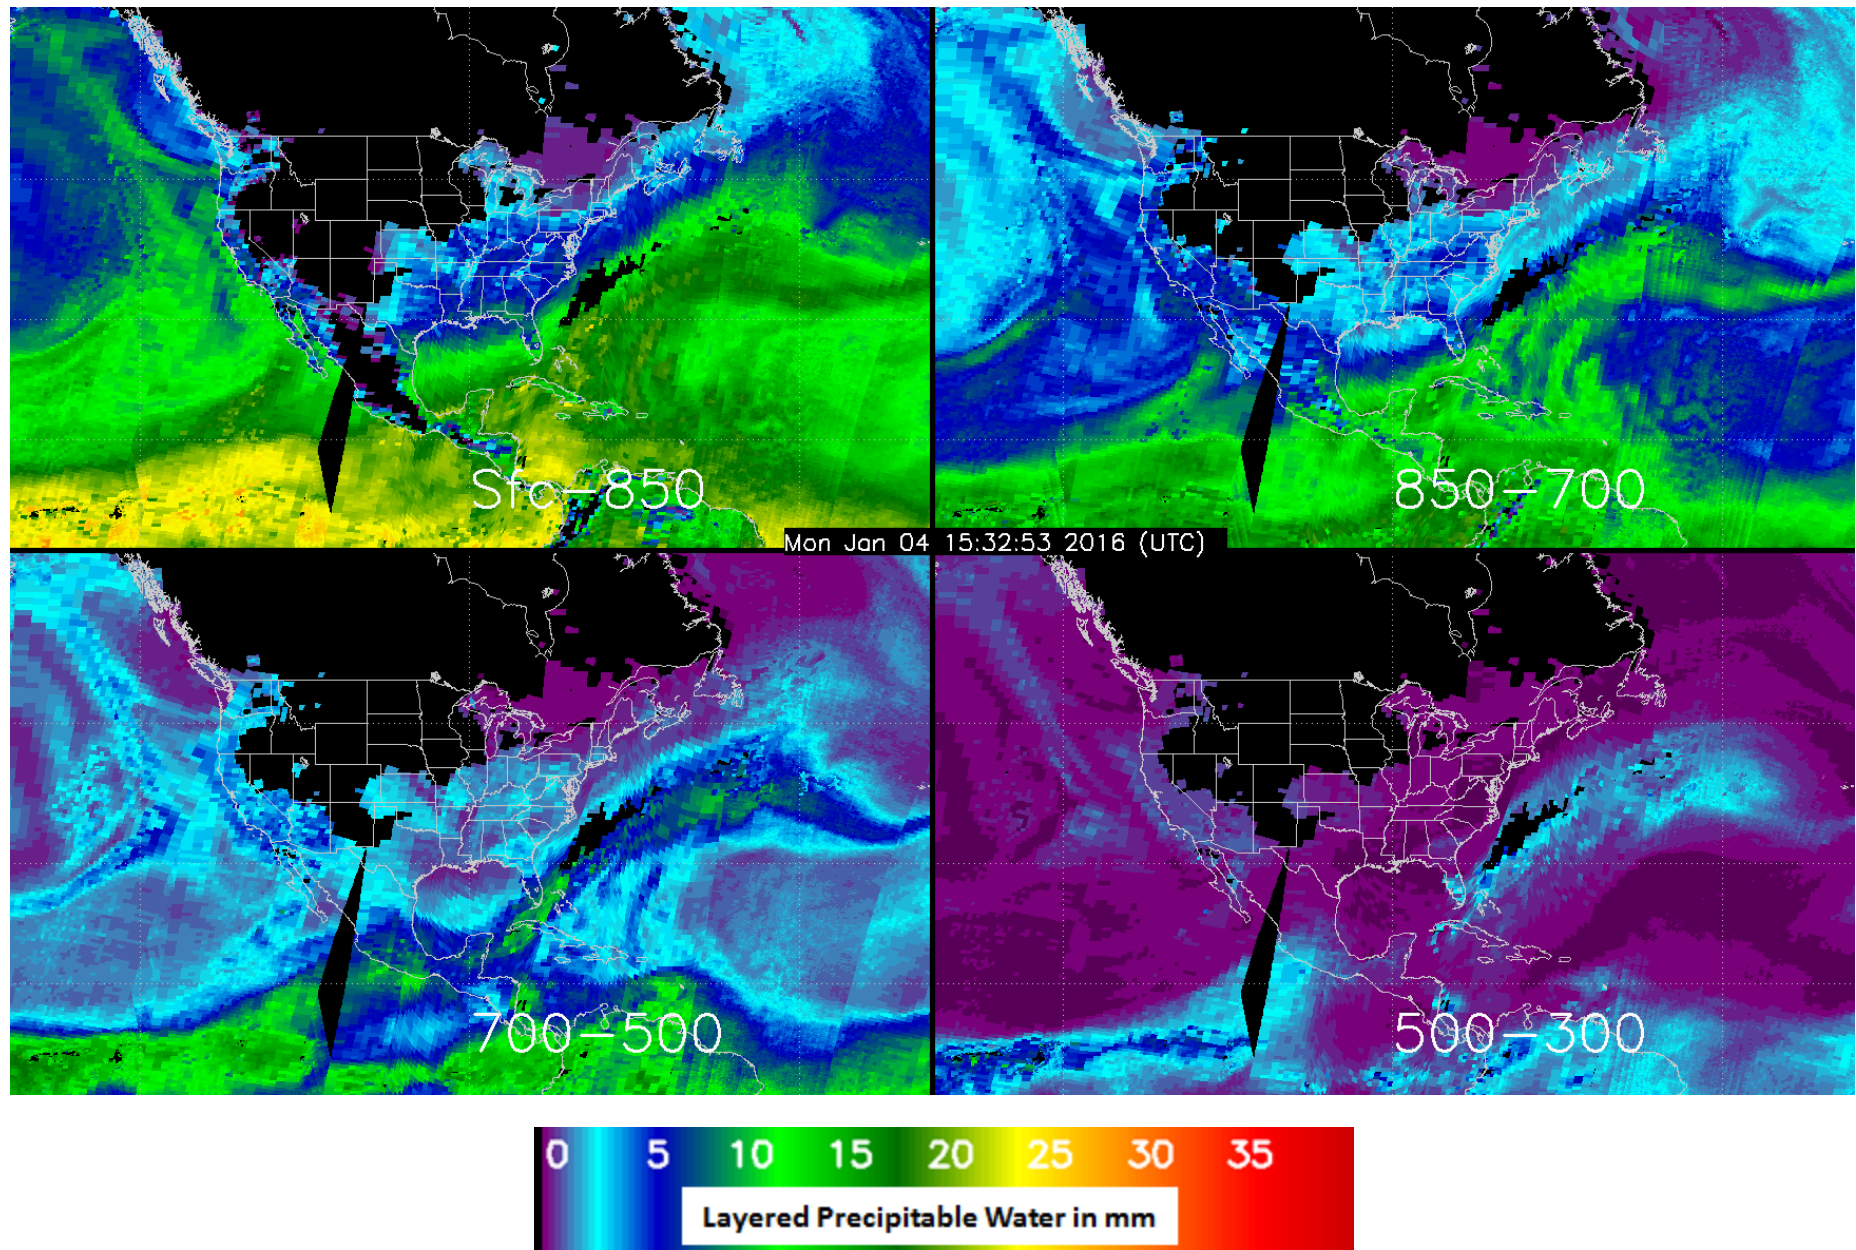 Sfc-850
850-700
Mon Jan 04 15:32:53 2016 (UTC)
700-500
500-300
0 5 10 15 20 25 30 35
Layered Precipitable Water in mm